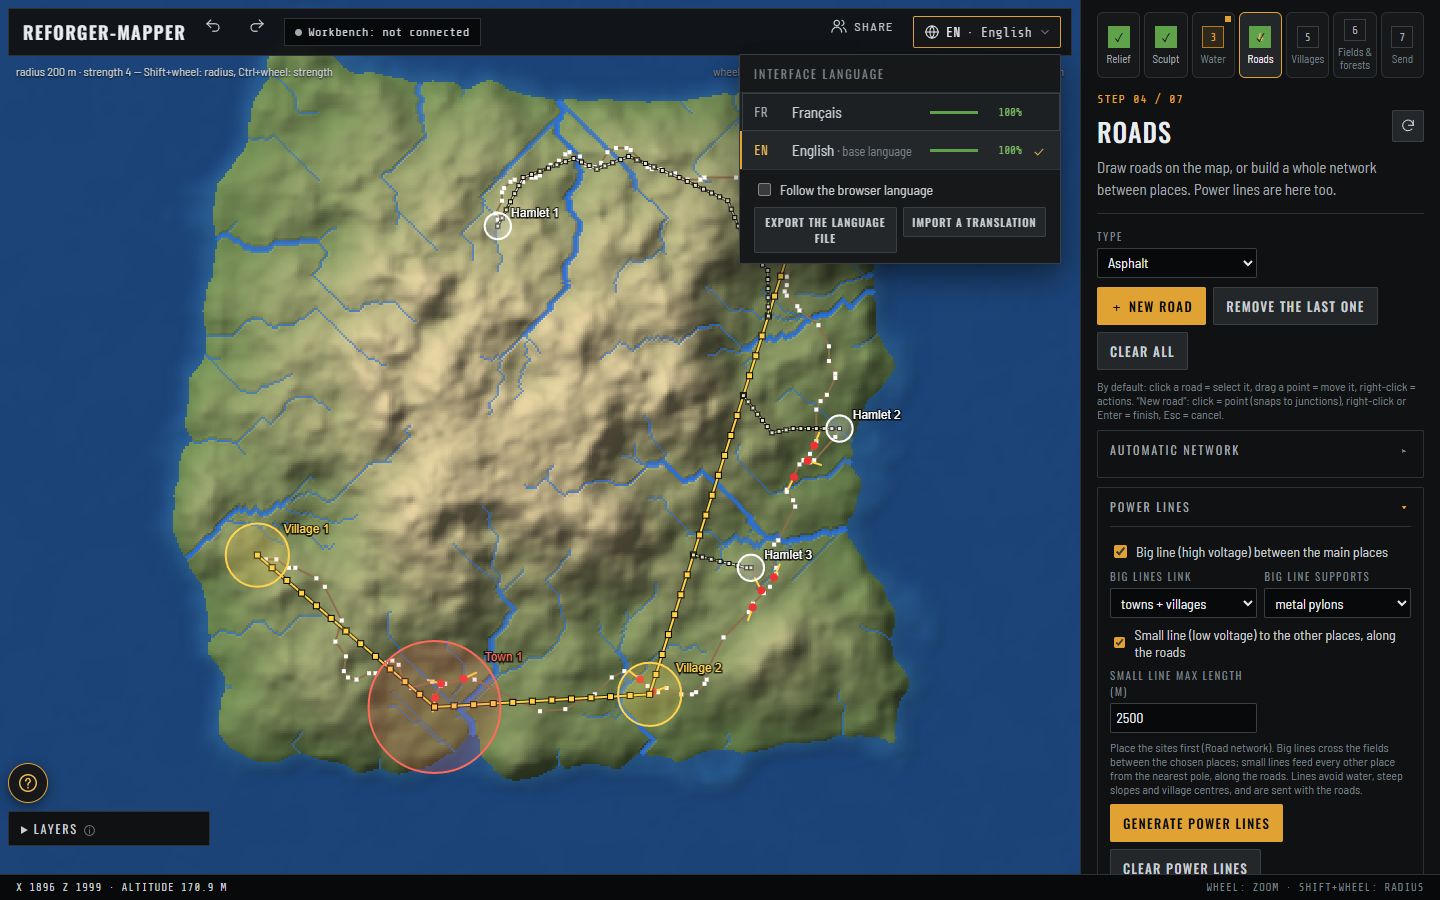 REFORGER-MAPPER
Workbench: not connected
SHARE
EN · English
radius 200 m · strength 4 — Shift+wheel: radius, Ctrl+wheel: strength
INTERFACE LANGUAGE
FR Français 100%
EN English · base language 100%
Follow the browser language
EXPORT THE LANGUAGE
FILE
IMPORT A TRANSLATION
Hamlet 1
Hamlet 2
Hamlet 3
Village 1
Town 1
Village 2
LAYERS
X 1896 Z 1999 · ALTITUDE 170.9 M
WHEEL: ZOOM · SHIFT+WHEEL: RADIUS
Relief
Sculpt
3
Water
Roads
5
Villages
6
Fields &
forests
7
Send
STEP 04 / 07
ROADS
Draw roads on the map, or build a whole network
between places. Power lines are here too.
TYPE
Asphalt
+ NEW ROAD
REMOVE THE LAST ONE
CLEAR ALL
By default: click a road = select it, drag a point = move it, right-click =
actions. "New road": click = point (snaps to junctions), right-click or
Enter = finish, Esc = cancel.
AUTOMATIC NETWORK
POWER LINES
Big line (high voltage) between the main places
BIG LINES LINK
BIG LINE SUPPORTS
towns + villages
metal pylons
Small line (low voltage) to the other places, along
the roads
SMALL LINE MAX LENGTH
(M)
2500
Place the sites first (Road network). Big lines cross the fields
between the chosen places; small lines feed every other place
from the nearest pole, along the roads. Lines avoid water, steep
slopes and village centres, and are sent with the roads.
GENERATE POWER LINES
CLEAR POWER LINES